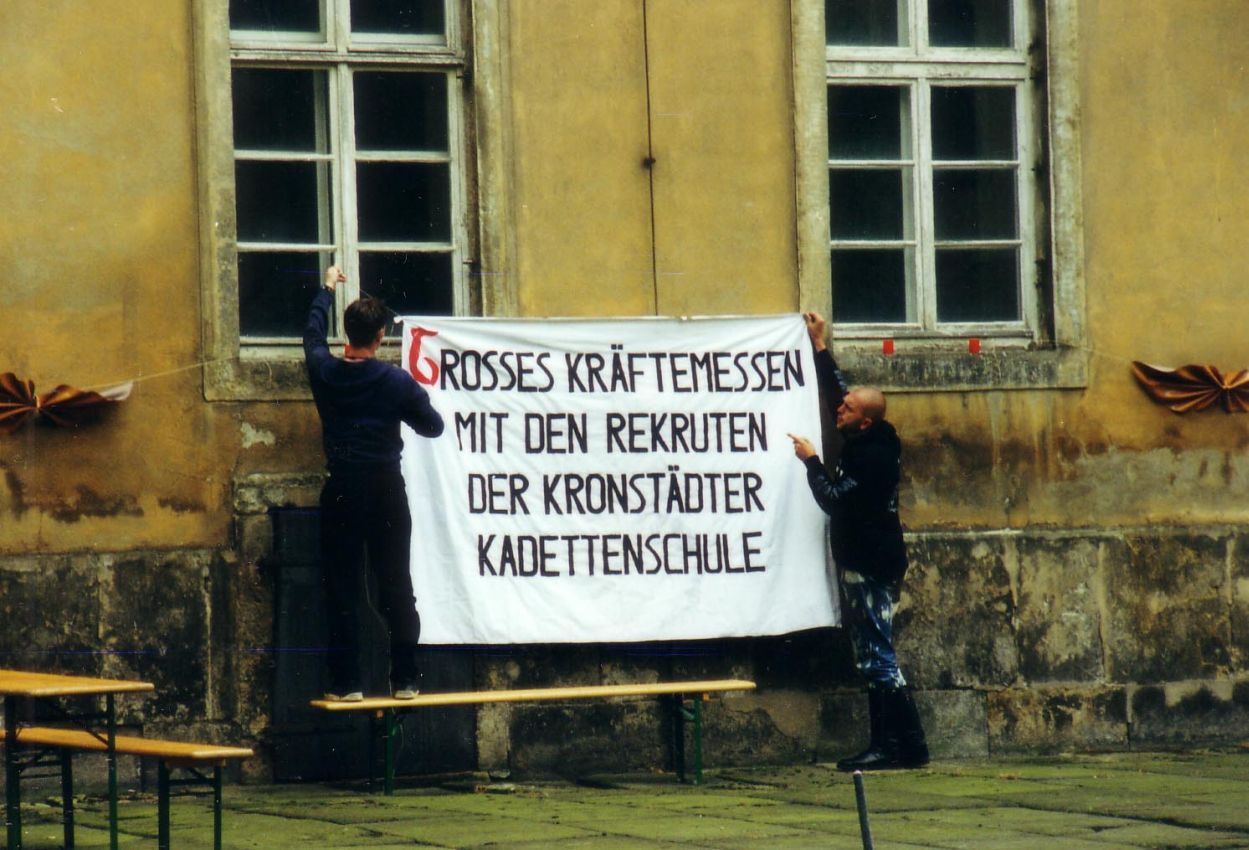 GROSSES KRÄFTEMESSEN
MIT DEN REKRUTEN
DER KRONSTÄDTER
KADETTENSCHULE